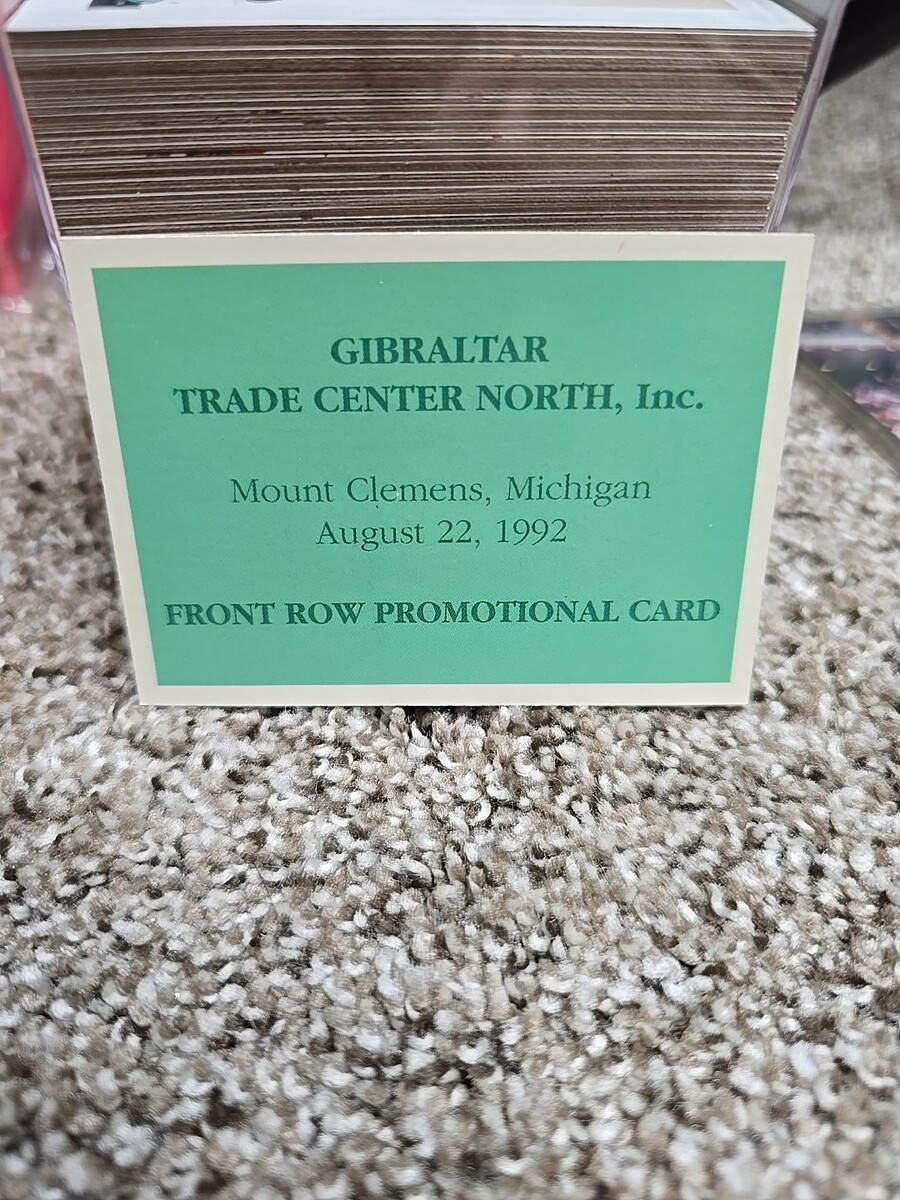 GIBRALTAR
TRADE CENTER NORTH, Inc.
Mount Clemens, Michigan
August 22, 1992
FRONT ROW PROMOTIONAL CARD